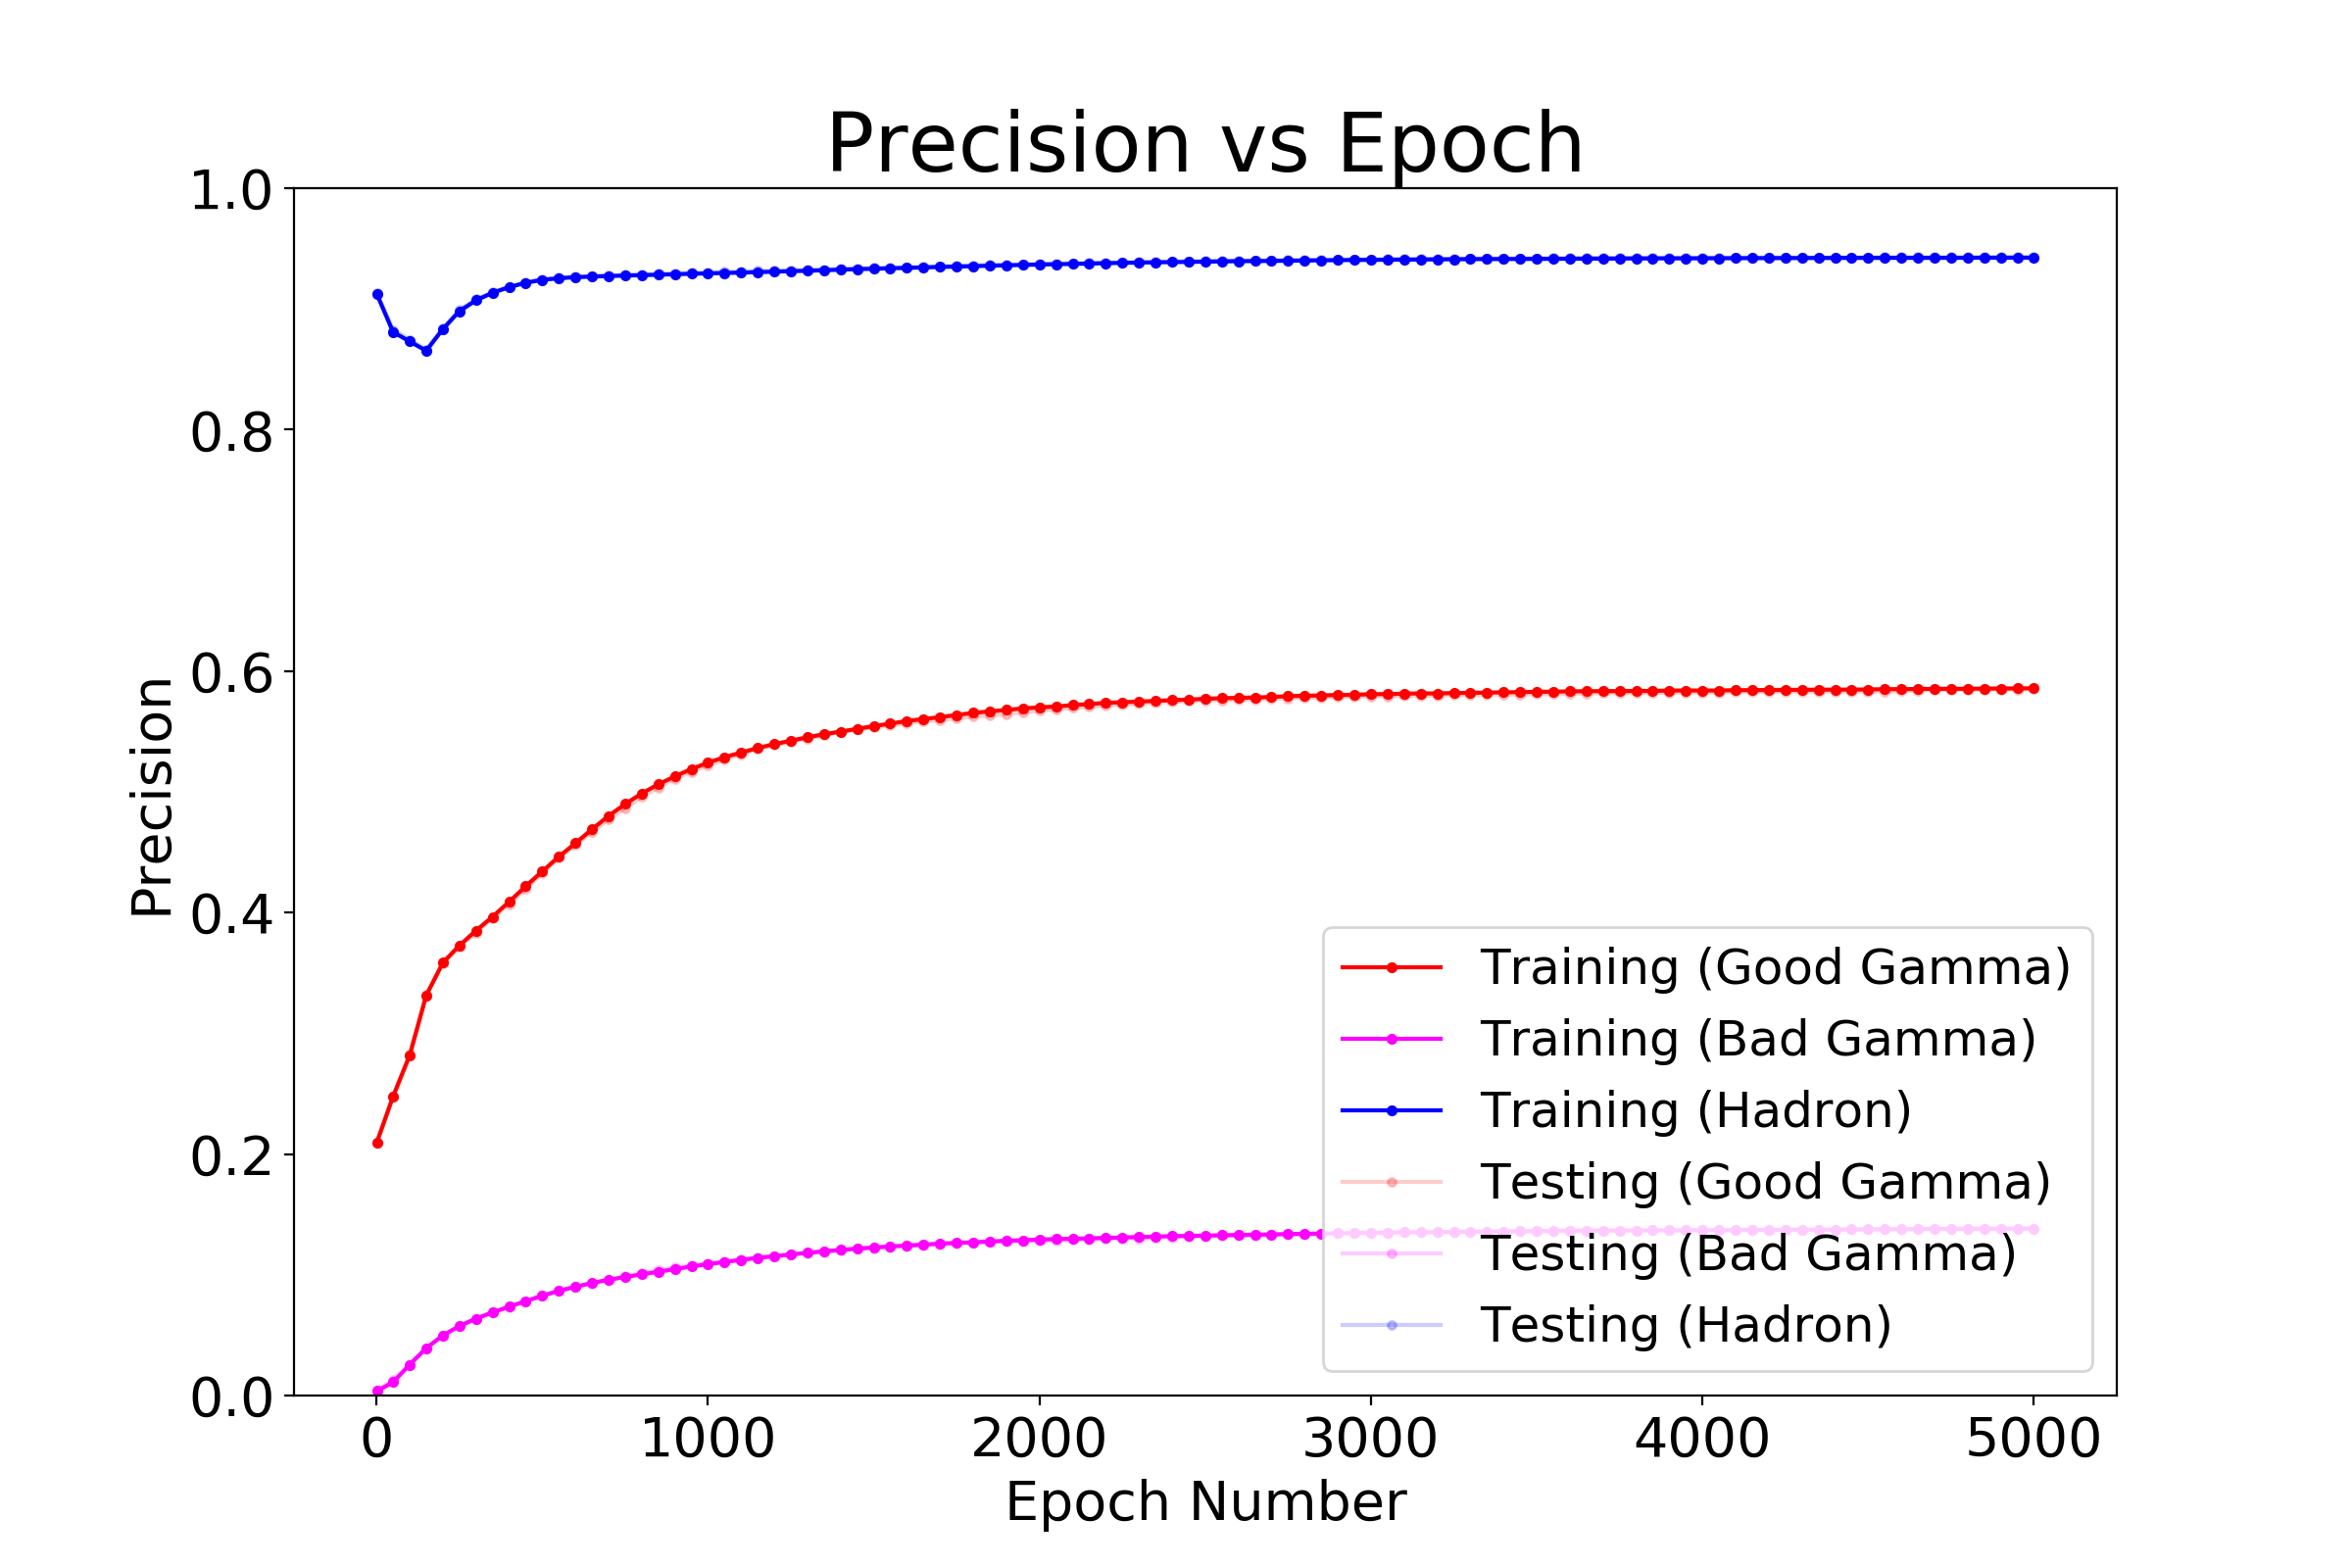 Precision vs Epoch
1.0
0.8
0.6
0.4
0.2
0.0
Precision
Training (Good Gamma)
Training (Bad Gamma)
Training (Hadron)
Testing (Good Gamma)
Testing (Bad Gamma)
Testing (Hadron)
0 1000 2000 3000 4000 5000
Epoch Number